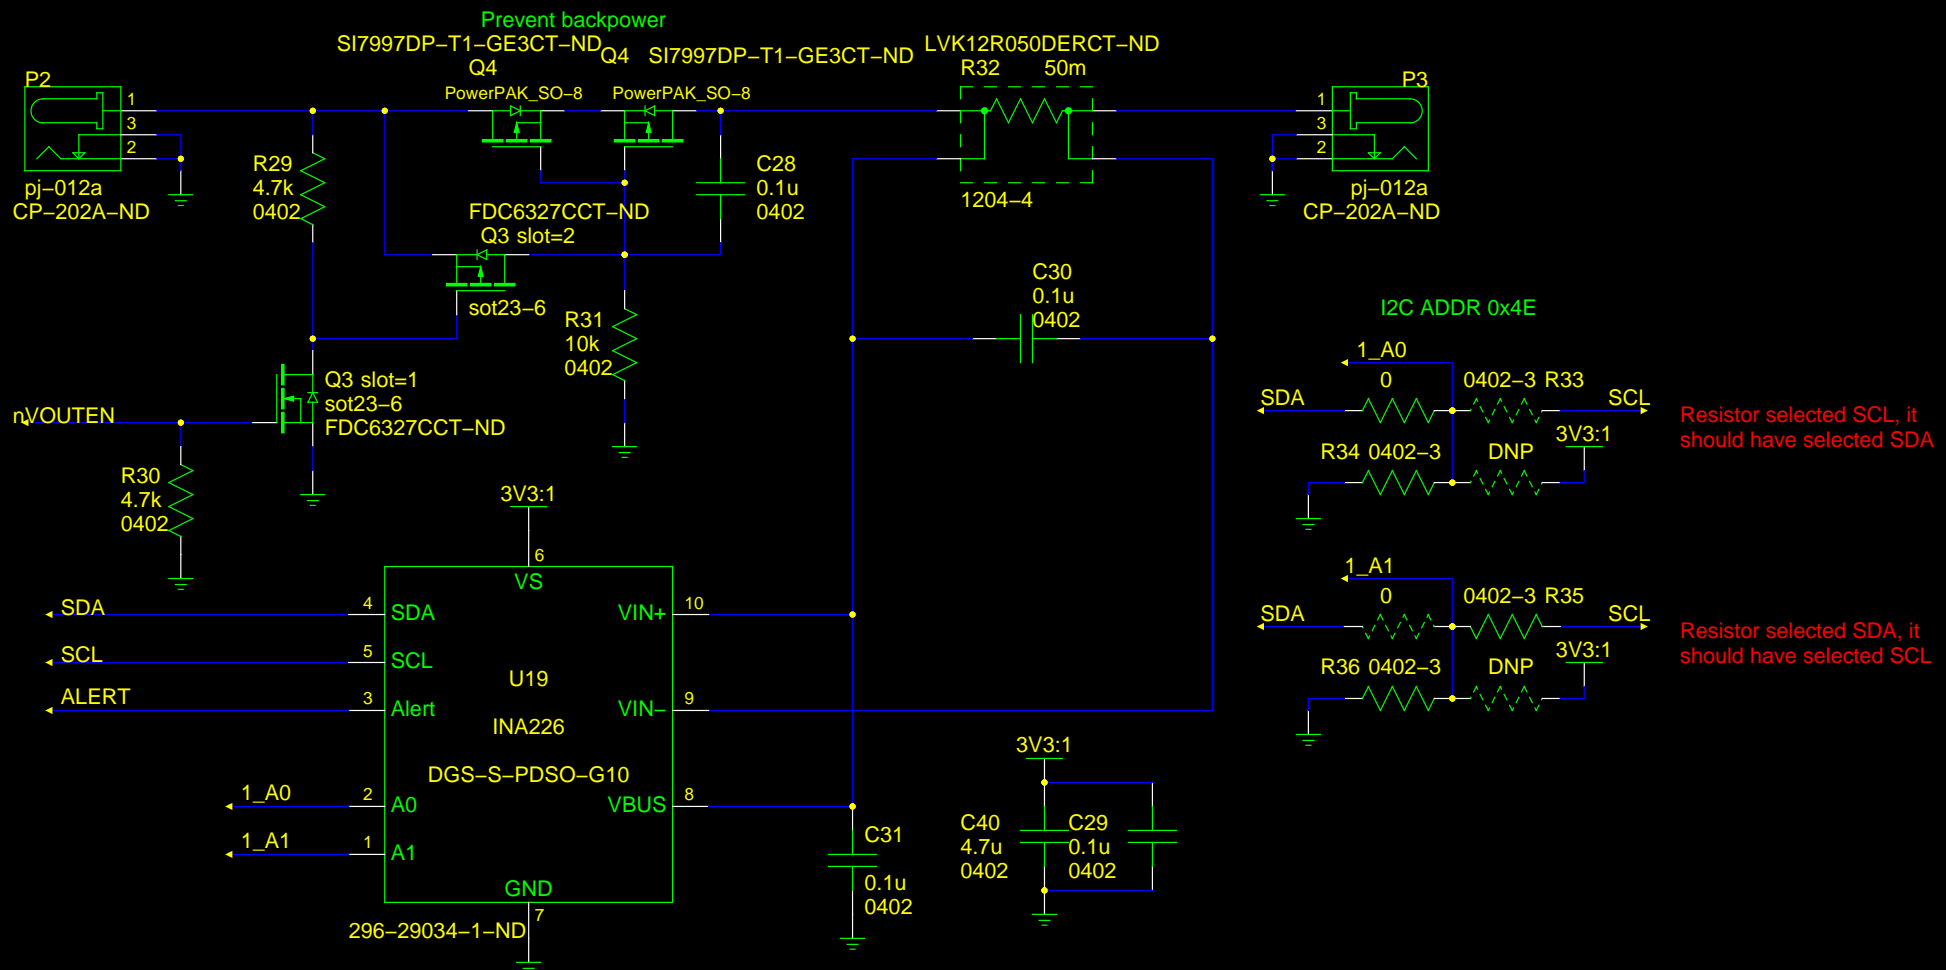 Prevent backpower
SI7997DP-T1-GE3CT-ND
Q4
Q4
SI7997DP-T1-GE3CT-ND
PowerPAK_SO-8
PowerPAK_SO-8
LVK12R050DERCT-ND
R32
50m
1204-4
P2
1
3
2
pj-012a
CP-202A-ND
P3
1
3
2
pj-012a
CP-202A-ND
R29
4.7k
0402
C28
0.1u
0402
FDC6327CCT-ND
Q3 slot=2
sot23-6
R31
10k
0402
C30
0.1u
0402
Q3 slot=1
sot23-6
FDC6327CCT-ND
nVOUTEN
R30
4.7k
0402
I2C ADDR 0x4E
1_A0
0
0402-3 R33
SDA
SCL
3V3:1
R34 0402-3
DNP
Resistor selected SCL, it
should have selected SDA
1_A1
0
0402-3 R35
SDA
SCL
3V3:1
R36 0402-3
DNP
Resistor selected SDA, it
should have selected SCL
3V3:1
6
VS
SDA
4
SDA
SCL
5
SCL
ALERT
3
Alert
1_A0
2
A0
1_A1
1
A1
VIN+
10
VIN-
9
VBUS
8
U19
INA226
DGS-S-PDSO-G10
GND
7
296-29034-1-ND
C31
0.1u
0402
3V3:1
C40
4.7u
0402
C29
0.1u
0402